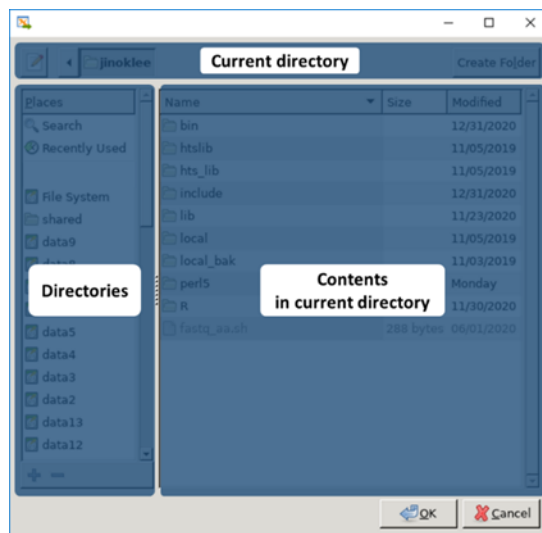 jinoklee
Current directory
Create Folder
Places
Name Size Modified
Search
bin 12/31/2020
Recently Used
htslib 11/05/2019
hts_lib 11/05/2019
File System
include 12/31/2020
shared
lib 11/23/2020
data9
local 11/05/2019
data8
local_bak 11/03/2019
Directories
perl5 Monday
Contents
in current directory
R 11/30/2020
data5
fastq_aa.sh 288 bytes 06/01/2020
data4
data3
data2
data13
data12
OK
Cancel